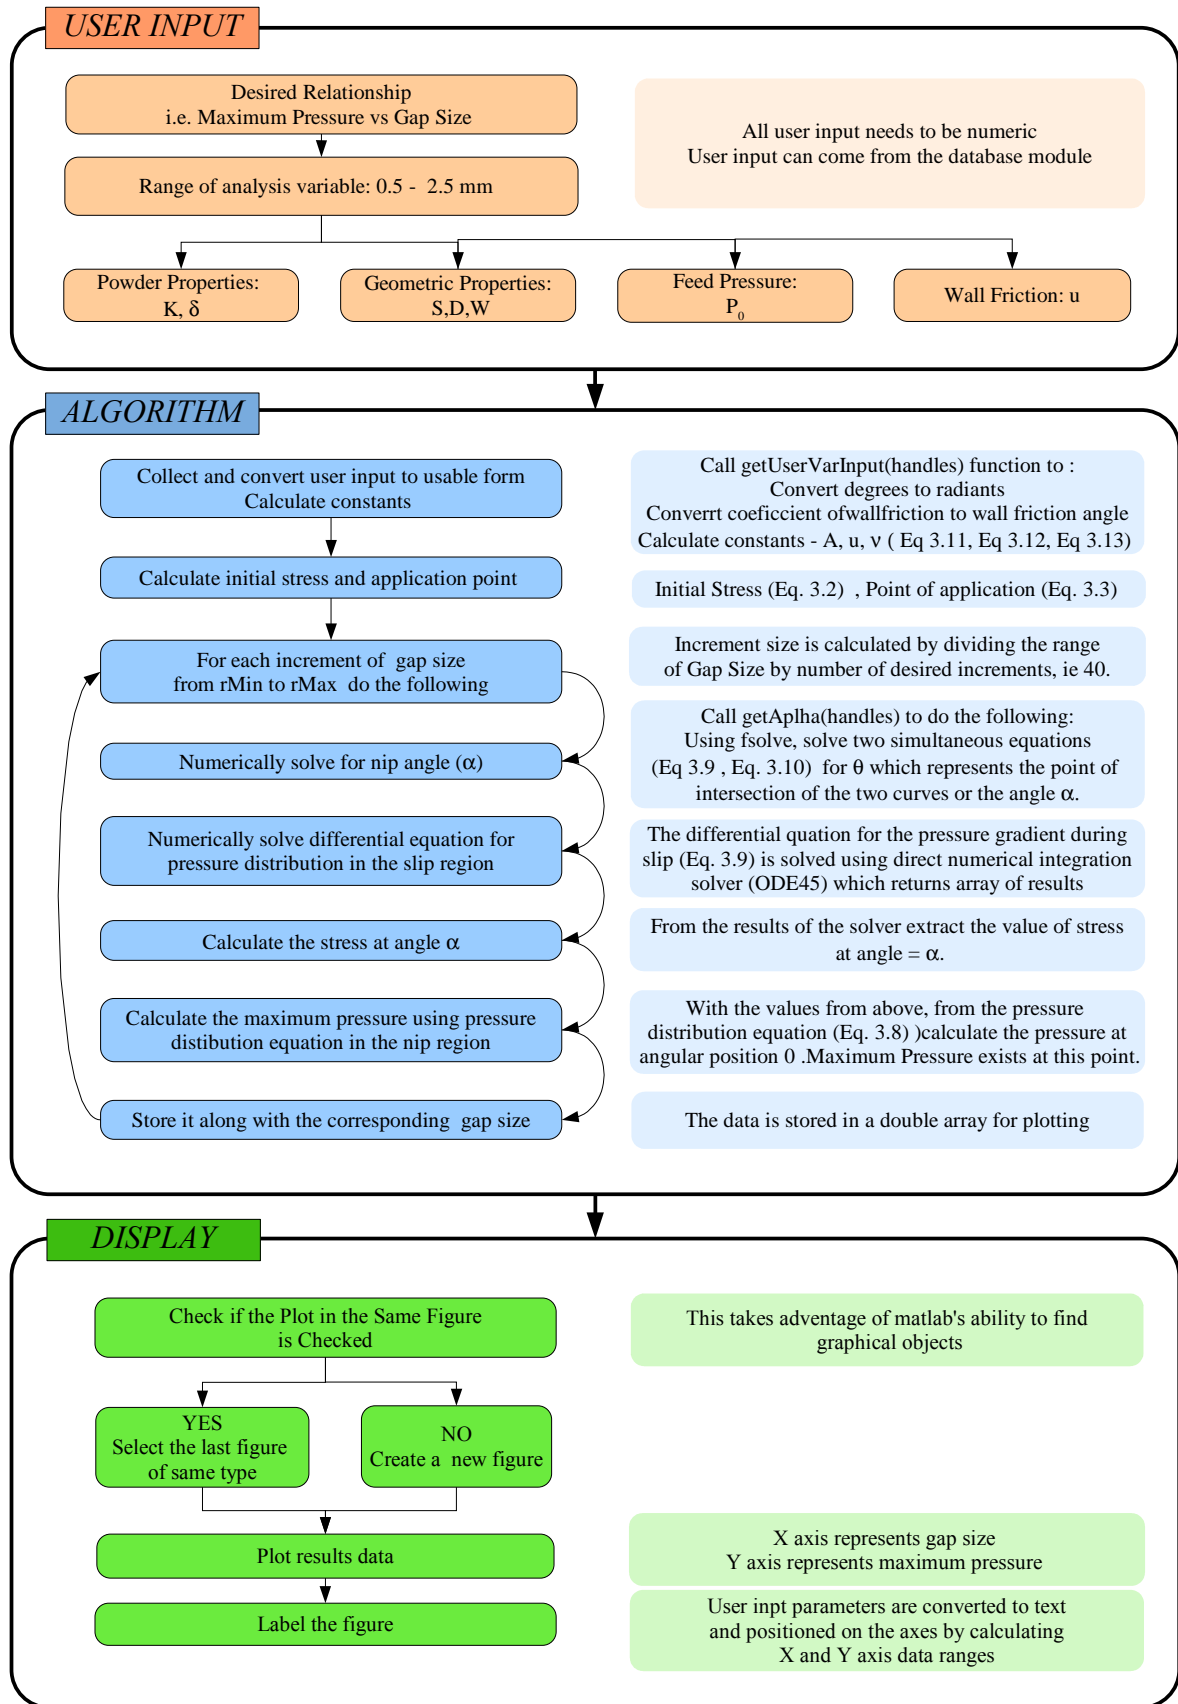 USER INPUT
Desired Relationship
i.e. Maximum Pressure vs Gap Size
All user input needs to be numeric
User input can come from the database module
Range of analysis variable: 0.5 - 2.5 mm
Powder Properties:
K, δ
Geometric Properties:
S,D,W
Feed Pressure:
P0
Wall Friction: u
ALGORITHM
Collect and convert user input to usable form
Calculate constants
Call getUserVarInput(handles) function to :
Convert degrees to radiants
Converrt coeficcient ofwallfriction to wall friction angle
Calculate constants - A, u, ν ( Eq 3.11, Eq 3.12, Eq 3.13)
Calculate initial stress and application point
Initial Stress (Eq. 3.2) , Point of application (Eq. 3.3)
For each increment of gap size
from rMin to rMax do the following
Increment size is calculated by dividing the range
of Gap Size by number of desired increments, ie 40.
Numerically solve for nip angle (α)
Call getAplha(handles) to do the following:
Using fsolve, solve two simultaneous equations
(Eq 3.9 , Eq. 3.10) for θ which represents the point of
intersection of the two curves or the angle α.
Numerically solve differential equation for
pressure distribution in the slip region
The differential quation for the pressure gradient during
slip (Eq. 3.9) is solved using direct numerical integration
solver (ODE45) which returns array of results
Calculate the stress at angle α
From the results of the solver extract the value of stress
at angle = α.
Calculate the maximum pressure using pressure
distibution equation in the nip region
With the values from above, from the pressure
distribution equation (Eq. 3.8) )calculate the pressure at
angular position 0 .Maximum Pressure exists at this point.
Store it along with the corresponding gap size
The data is stored in a double array for plotting
DISPLAY
Check if the Plot in the Same Figure
is Checked
This takes adventage of matlab's ability to find
graphical objects
YES
Select the last figure
of same type
NO
Create a new figure
Plot results data
X axis represents gap size
Y axis represents maximum pressure
Label the figure
User inpt parameters are converted to text
and positioned on the axes by calculating
X and Y axis data ranges